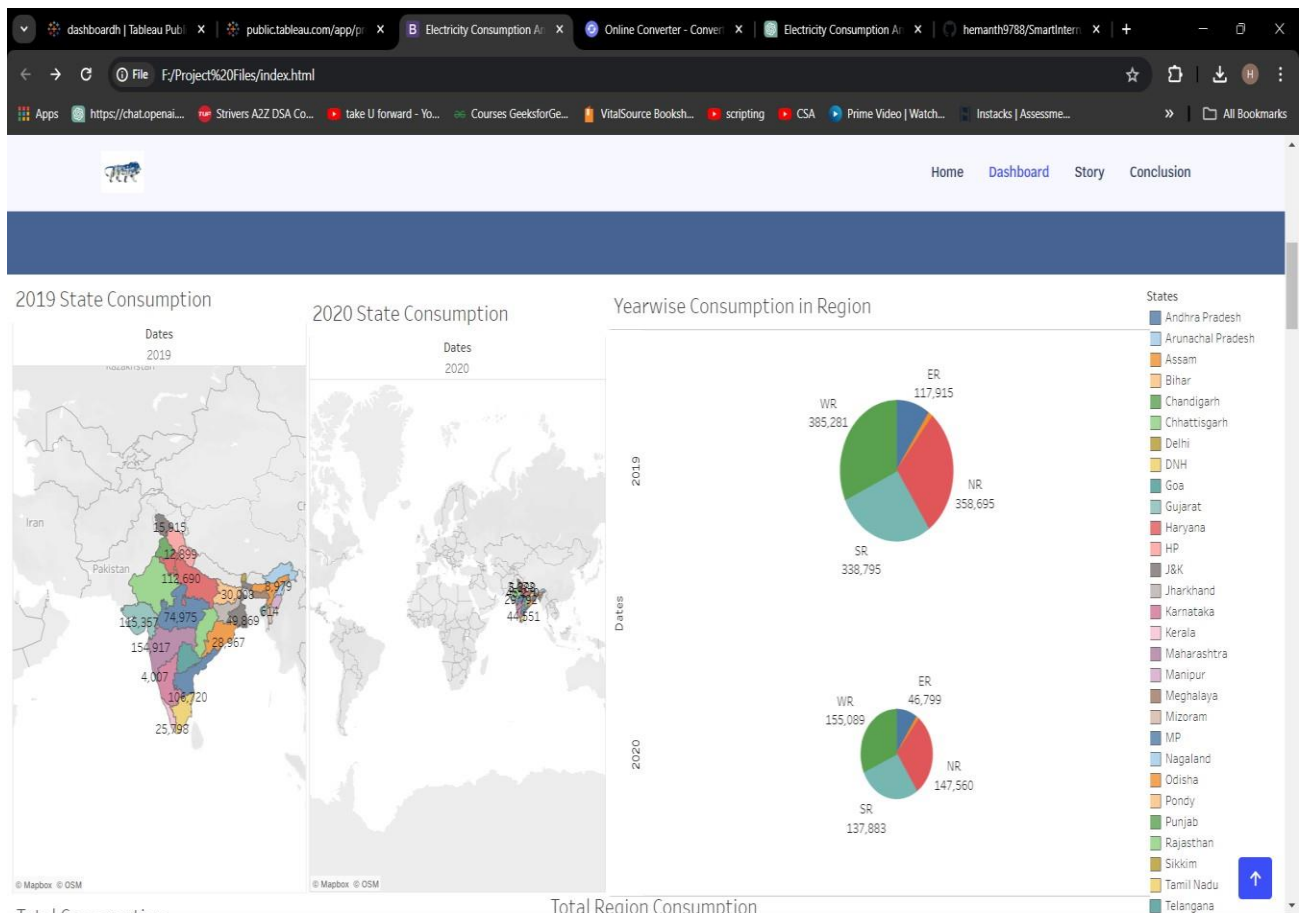 dashboardh | Tableau Publ
public.tableau.com/app/pr
Electricity Consumption An
Online Converter - Convert
Electricity Consumption An
hemanth9788/SmartIntern
File F:/Project%20Files/index.html
H
Apps
https://chat.openai....
Strivers A2Z DSA Co...
take U forward - Yo...
Courses GeeksforGe...
VitalSource Booksh...
scripting
CSA
Prime Video | Watch...
Instacks | Assessme...
All Bookmarks
Home
Dashboard
Story
Conclusion
2019 State Consumption
Dates
2019
Iran
Pakistan
15,915
12,899
112,690
30,008
8,979
614
115,357
74,975
49,869
28,967
154,917
4,007
106,720
25,798
© Mapbox © OSM
2020 State Consumption
Dates
2020
44,551
© Mapbox © OSM
Yearwise Consumption in Region
Dates
2019
ER
117,915
WR
385,281
NR
358,695
SR
338,795
2020
ER
46,799
WR
155,089
NR
147,560
SR
137,883
States
Andhra Pradesh
Arunachal Pradesh
Assam
Bihar
Chandigarh
Chhattisgarh
Delhi
DNH
Goa
Gujarat
Haryana
HP
J&K
Jharkhand
Karnataka
Kerala
Maharashtra
Manipur
Meghalaya
Mizoram
MP
Nagaland
Odisha
Pondy
Punjab
Rajasthan
Sikkim
Tamil Nadu
Telangana
Total Region Consumption